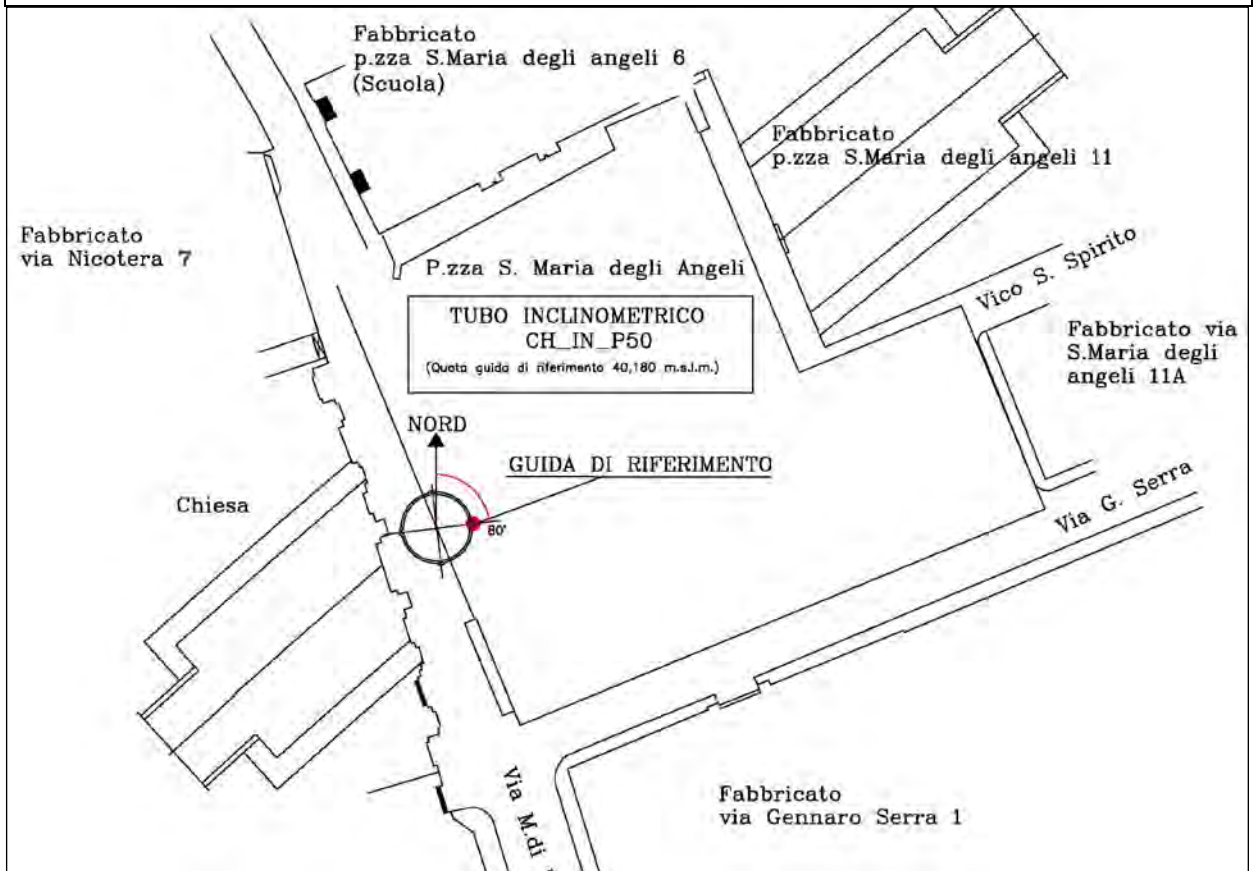 Fabbricato
p.zza S.Maria degli angeli 6
(Scuola)
Fabbricato
p.zza S.Maria degli angeli 11
Fabbricato
via Nicotera 7
P.zza S. Maria degli Angeli
Vico S. Spirito
TUBO INCLINOMETRICO
CH_IN_P50
(Quota guida di riferimento 40,180 m.s.l.m.)
Fabbricato via
S.Maria degli
angeli 11A
NORD
GUIDA DI RIFERIMENTO
Chiesa
80°
Via G. Serra
Via M.di
Fabbricato
via Gennaro Serra 1